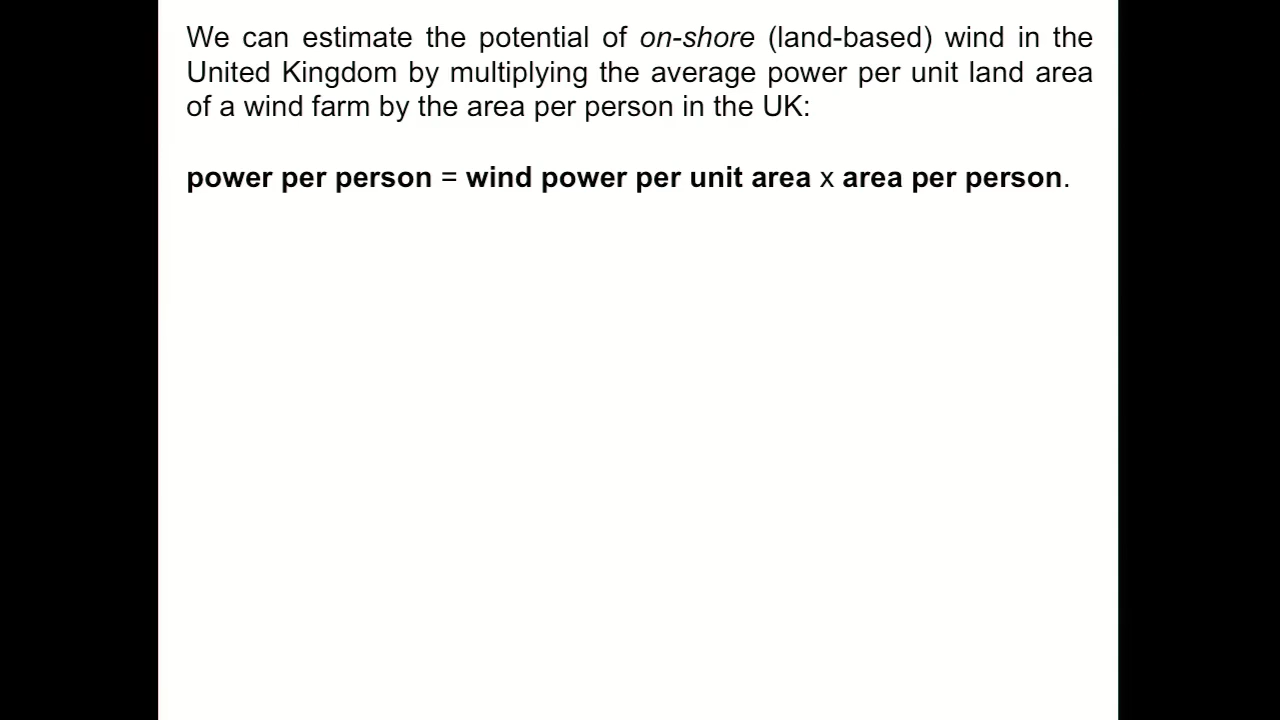 We can estimate the potential of on-shore (land-based) wind in the
United Kingdom by multiplying the average power per unit land area
of a wind farm by the area per person in the UK:
power per person = wind power per unit area x area per person.